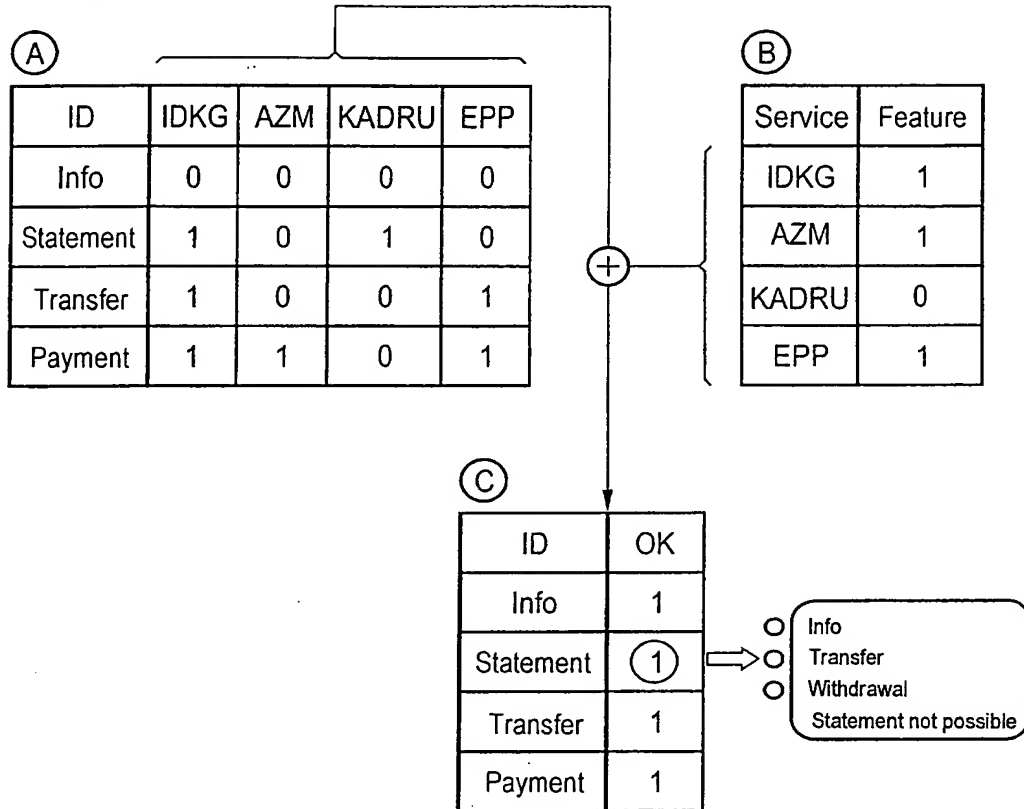 A
ID IDKG AZM KADRU EPP
Info 0 0 0 0
Statement 1 0 1 0
Transfer 1 0 0 1
Payment 1 1 0 1
B
Service Feature
IDKG 1
AZM 1
KADRU 0
EPP 1
+
C
ID OK
Info 1
Statement 1
Transfer 1
Payment 1
Info
Transfer
Withdrawal
Statement not possible